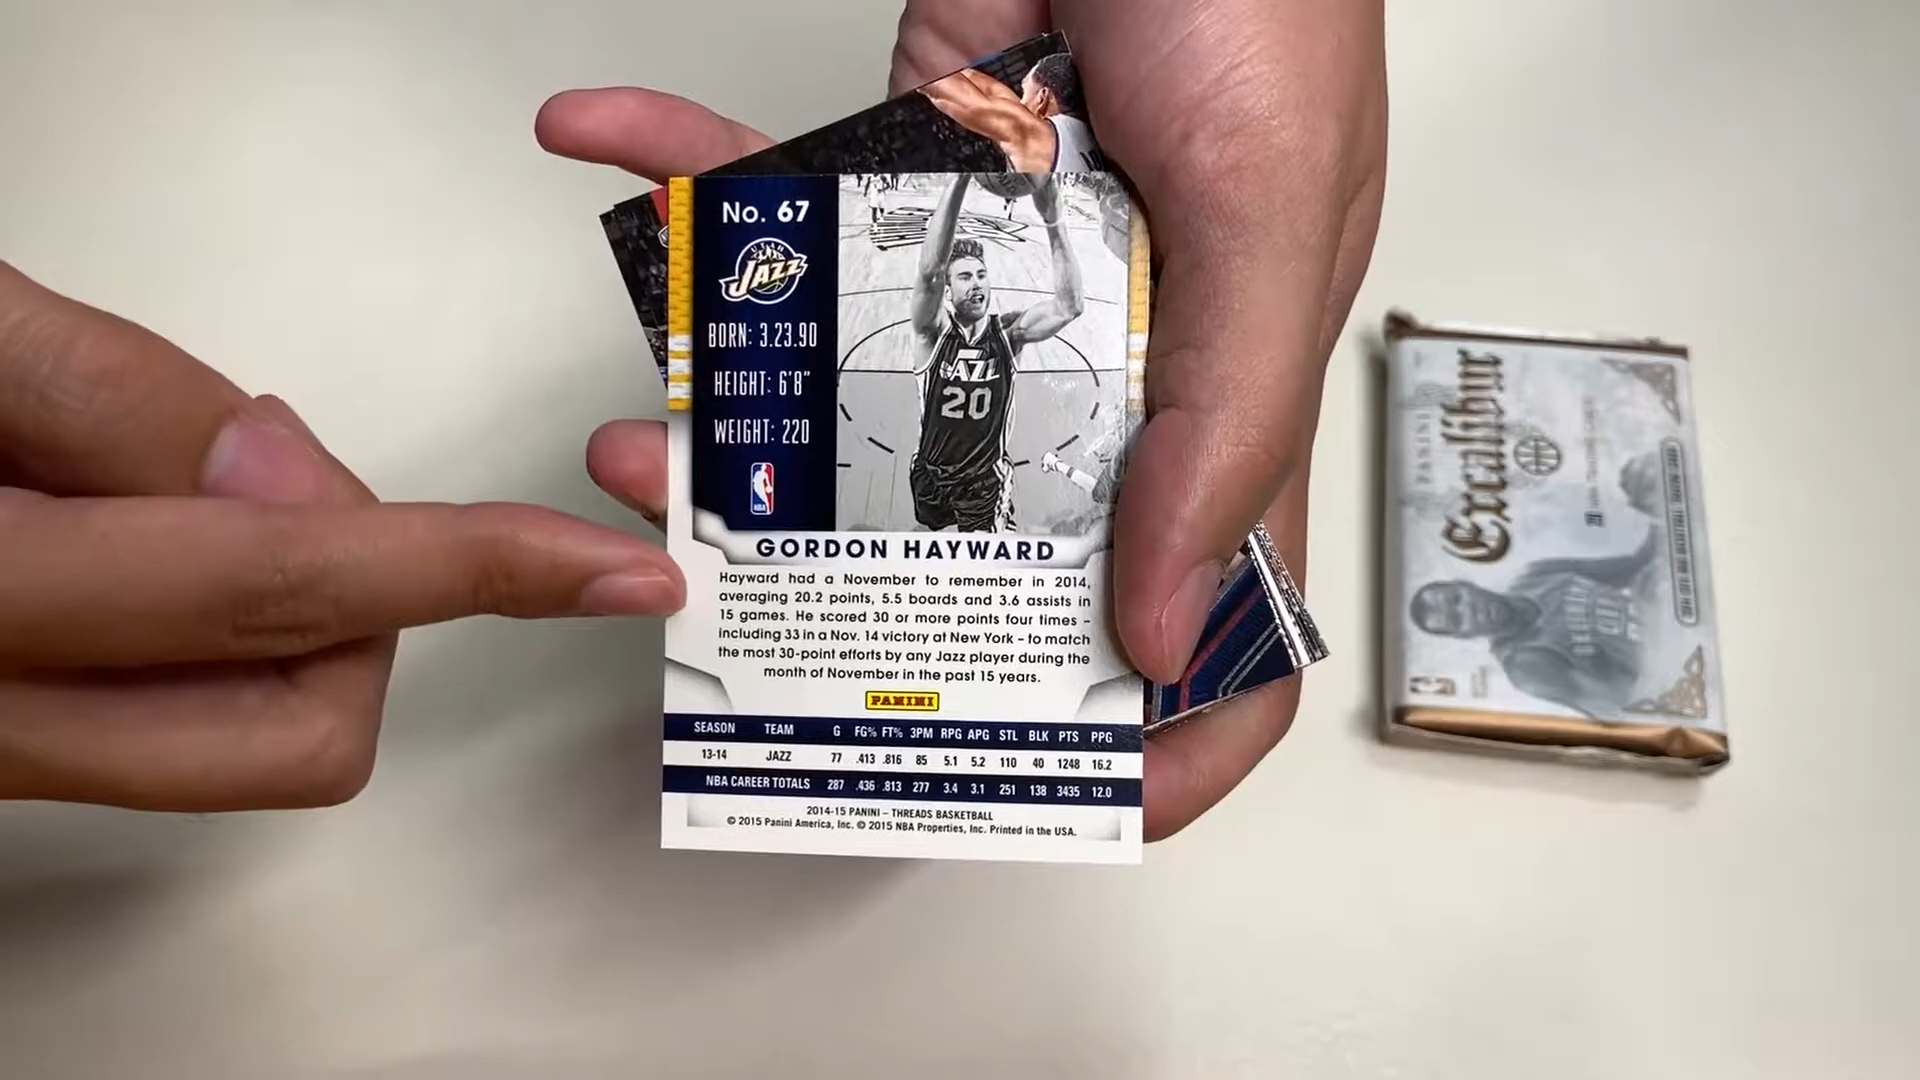 No. 67
UTAH
JAZZ
BORN: 3.23.90
HEIGHT: 6'8"
WEIGHT: 220
NBA
JAZZ
20
GORDON HAYWARD
Hayward had a November to remember in 2014,
averaging 20.2 points, 5.5 boards and 3.6 assists in
15 games. He scored 30 or more points four times –
including 33 in a Nov. 14 victory at New York – to match
the most 30-point efforts by any Jazz player during the
month of November in the past 15 years.
PANINI
SEASON TEAM G FG% FT% 3PM RPG APG STL BLK PTS PPG
13-14 JAZZ 77 .413 .816 85 5.1 5.2 110 40 1248 16.2
NBA CAREER TOTALS 287 .436 .813 277 3.4 3.1 251 138 3435 12.0
2014-15 PANINI – THREADS BASKETBALL
© 2015 Panini America, Inc. © 2015 NBA Properties, Inc. Printed in the USA.
PANINI
Excalibur